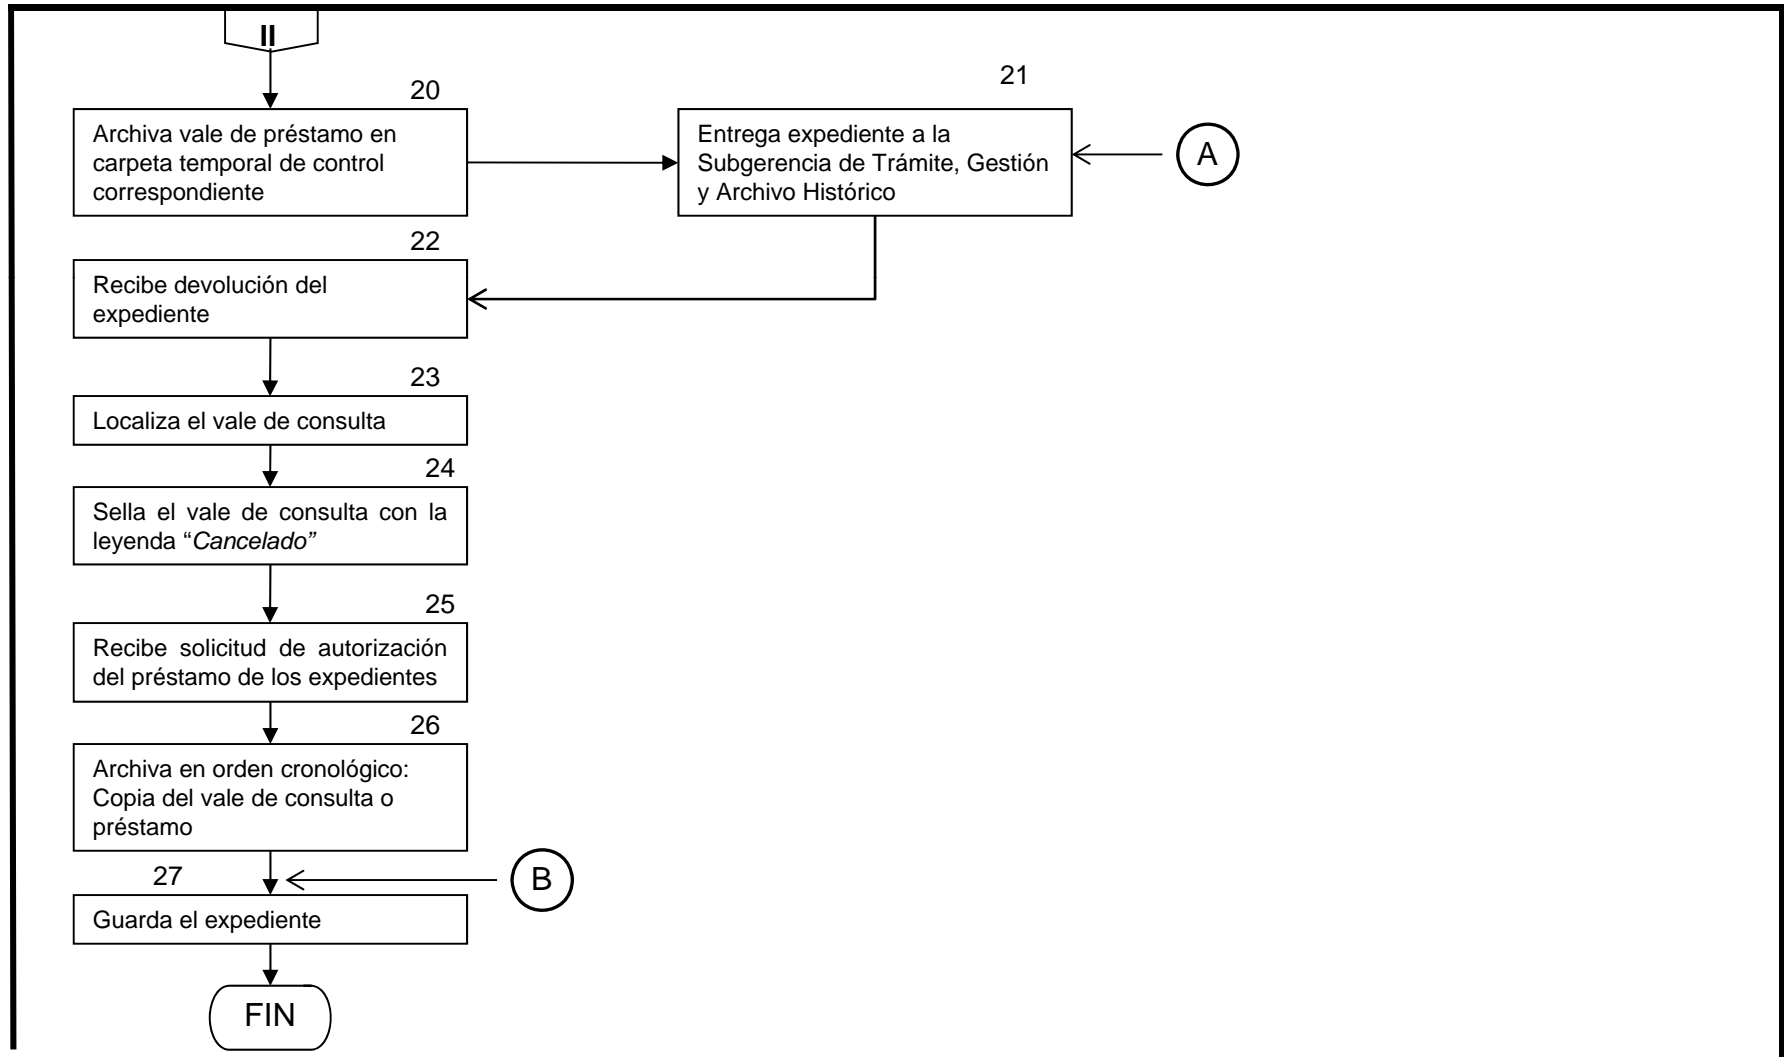 II
20
Archiva vale de préstamo en
carpeta temporal de control
correspondiente
21
Entrega expediente a la
Subgerencia de Trámite, Gestión
y Archivo Histórico
A
22
Recibe devolución del
expediente
23
Localiza el vale de consulta
24
Sella el vale de consulta con la
leyenda “Cancelado”
25
Recibe solicitud de autorización
del préstamo de los expedientes
26
Archiva en orden cronológico:
Copia del vale de consulta o
préstamo
27
B
Guarda el expediente
FIN